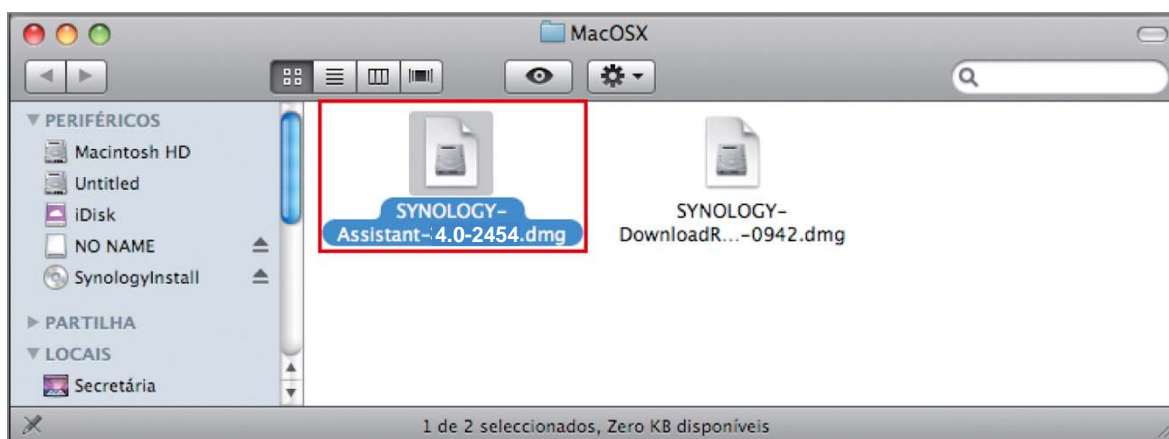 MacOSX
PERIFÉRICOS
Macintosh HD
Untitled
iDisk
NO NAME
SynologyInstall
PARTILHA
LOCAIS
Secretária
SYNOLOGY-
Assistant-4.0-2454.dmg
SYNOLOGY-
DownloadR...-0942.dmg
1 de 2 seleccionados, Zero KB disponíveis